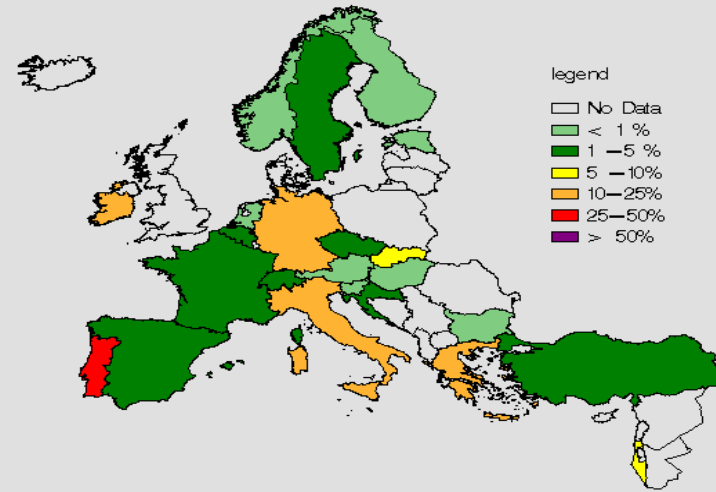 legend
No Data
< 1 %
1 –5 %
5 –10%
10–25%
25–50%
> 50%